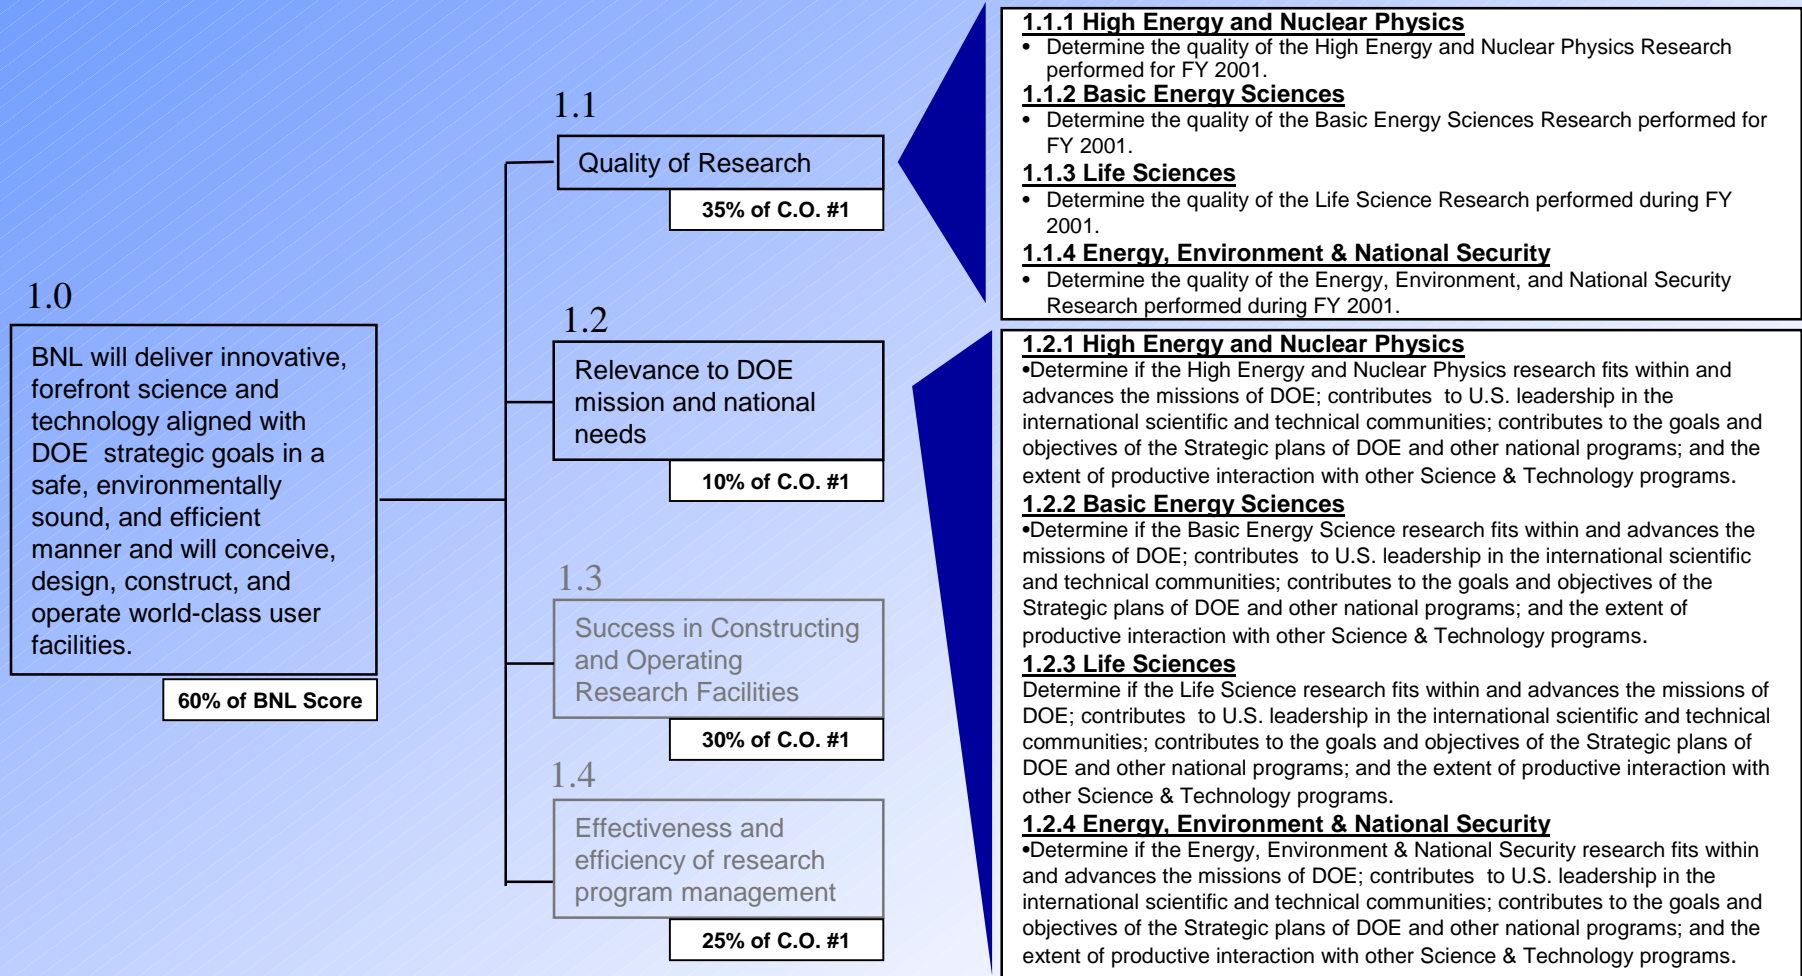 1.0
BNL will deliver innovative,
forefront science and
technology aligned with
DOE  strategic goals in a
safe, environmentally
sound, and efficient
manner and will conceive,
design, construct, and
operate world-class user
facilities.
60% of BNL Score
1.1
Quality of Research
35% of C.O. #1
1.2
Relevance to DOE
mission and national
needs
10% of C.O. #1
1.3
Success in Constructing
and Operating
Research Facilities
30% of C.O. #1
1.4
Effectiveness and
efficiency of research
program management
25% of C.O. #1
1.1.1 High Energy and Nuclear Physics
• Determine the quality of the High Energy and Nuclear Physics Research
performed for FY 2001.
1.1.2 Basic Energy Sciences
• Determine the quality of the Basic Energy Sciences Research performed for
FY 2001.
1.1.3 Life Sciences
• Determine the quality of the Life Science Research performed during FY
2001.
1.1.4 Energy, Environment & National Security
• Determine the quality of the Energy, Environment, and National Security
Research performed during FY 2001.
1.2.1 High Energy and Nuclear Physics
•Determine if the High Energy and Nuclear Physics research fits within and
advances the missions of DOE; contributes  to U.S. leadership in the
international scientific and technical communities; contributes to the goals and
objectives of the Strategic plans of DOE and other national programs; and the
extent of productive interaction with other Science & Technology programs.
1.2.2 Basic Energy Sciences
•Determine if the Basic Energy Science research fits within and advances the
missions of DOE; contributes  to U.S. leadership in the international scientific
and technical communities; contributes to the goals and objectives of the
Strategic plans of DOE and other national programs; and the extent of
productive interaction with other Science & Technology programs.
1.2.3 Life Sciences
Determine if the Life Science research fits within and advances the missions of
DOE; contributes  to U.S. leadership in the international scientific and technical
communities; contributes to the goals and objectives of the Strategic plans of
DOE and other national programs; and the extent of productive interaction with
other Science & Technology programs.
1.2.4 Energy, Environment & National Security
•Determine if the Energy, Environment & National Security research fits within
and advances the missions of DOE; contributes  to U.S. leadership in the
international scientific and technical communities; contributes to the goals and
objectives of the Strategic plans of DOE and other national programs; and the
extent of productive interaction with other Science & Technology programs.